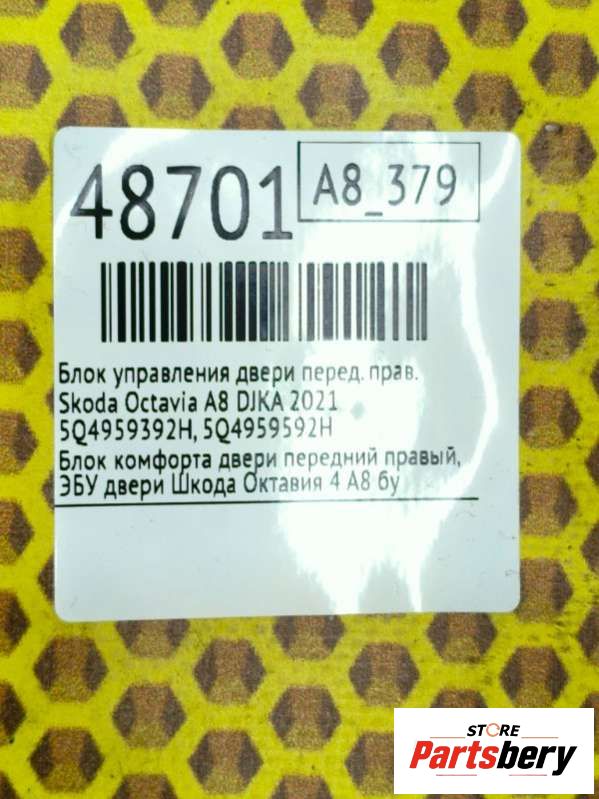 48701
A8_379
Блок управления двери перед. прав.
Skoda Octavia A8 DJKA 2021
5Q4959392H, 5Q4959592H
Блок комфорта двери передний правый,
ЭБУ двери Шкода Октавия 4 А8 бу
STORE
Partsbery